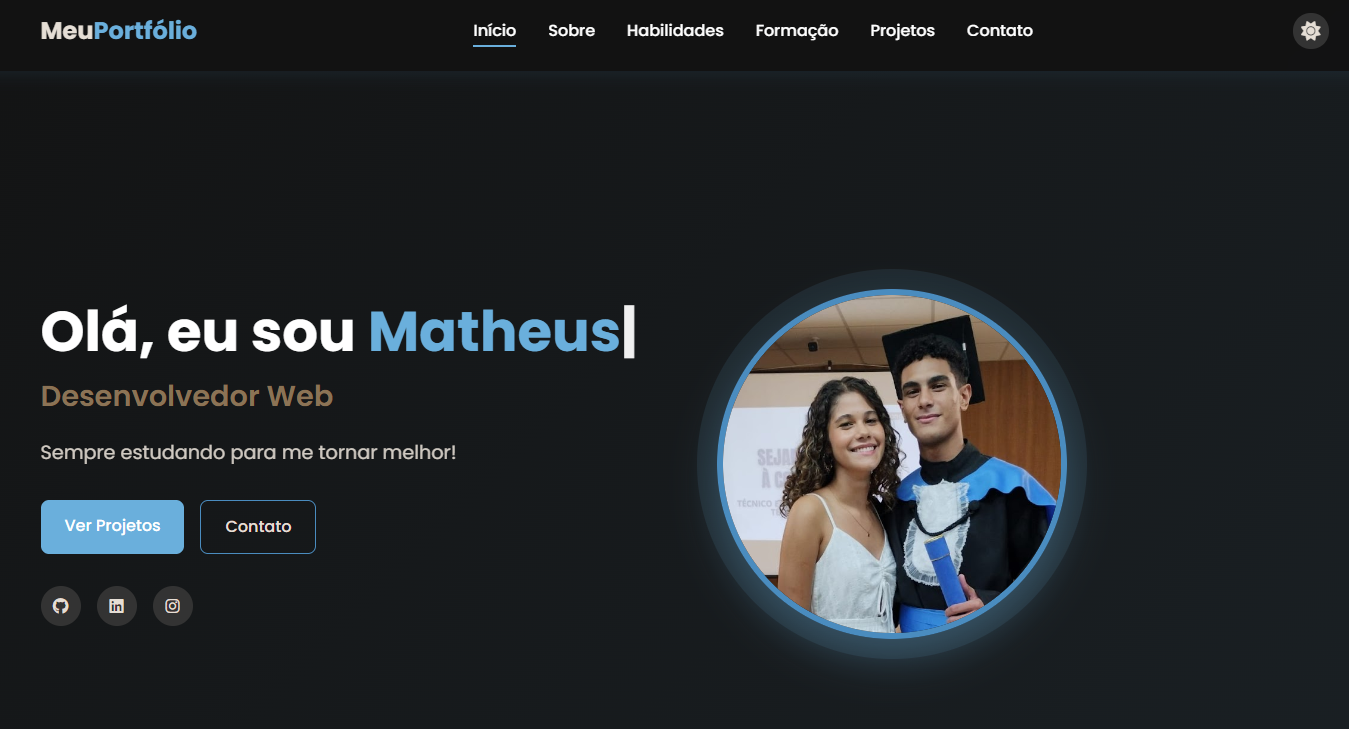 MeuPortfólio
Início Sobre Habilidades Formação Projetos Contato
Olá, eu sou Matheus|
Desenvolvedor Web
Sempre estudando para me tornar melhor!
Ver Projetos Contato
SEJA
À C
TÉCNICO